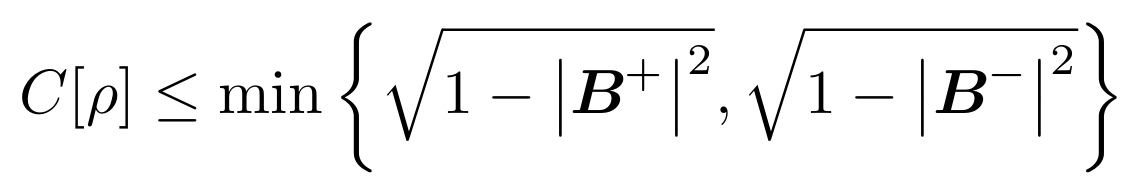 C[ρ] ≤ min { √(1 − |B⁺|²), √(1 − |B⁻|²) }